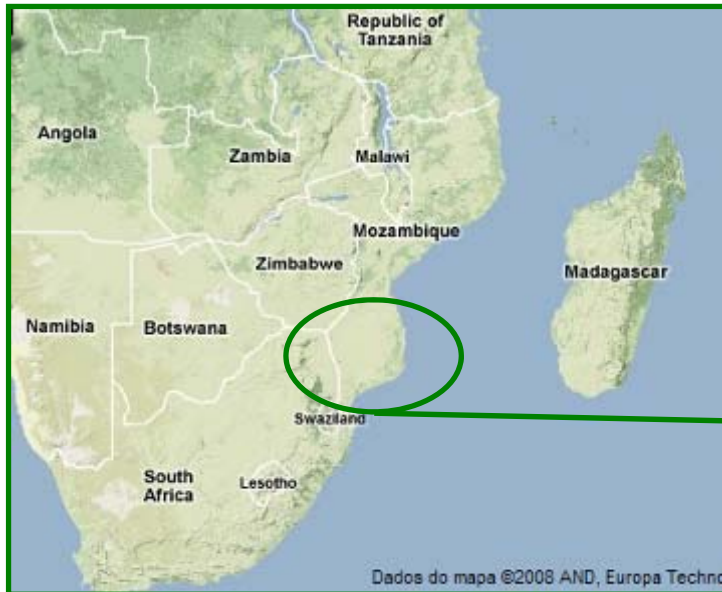 Republic of
Tanzania
Angola
Zambia
Malawi
Mozambique
Zimbabwe
Madagascar
Namibia
Botswana
Swaziland
South
Africa
Lesotho
Dados do mapa ©2008 AND, Europa Techno